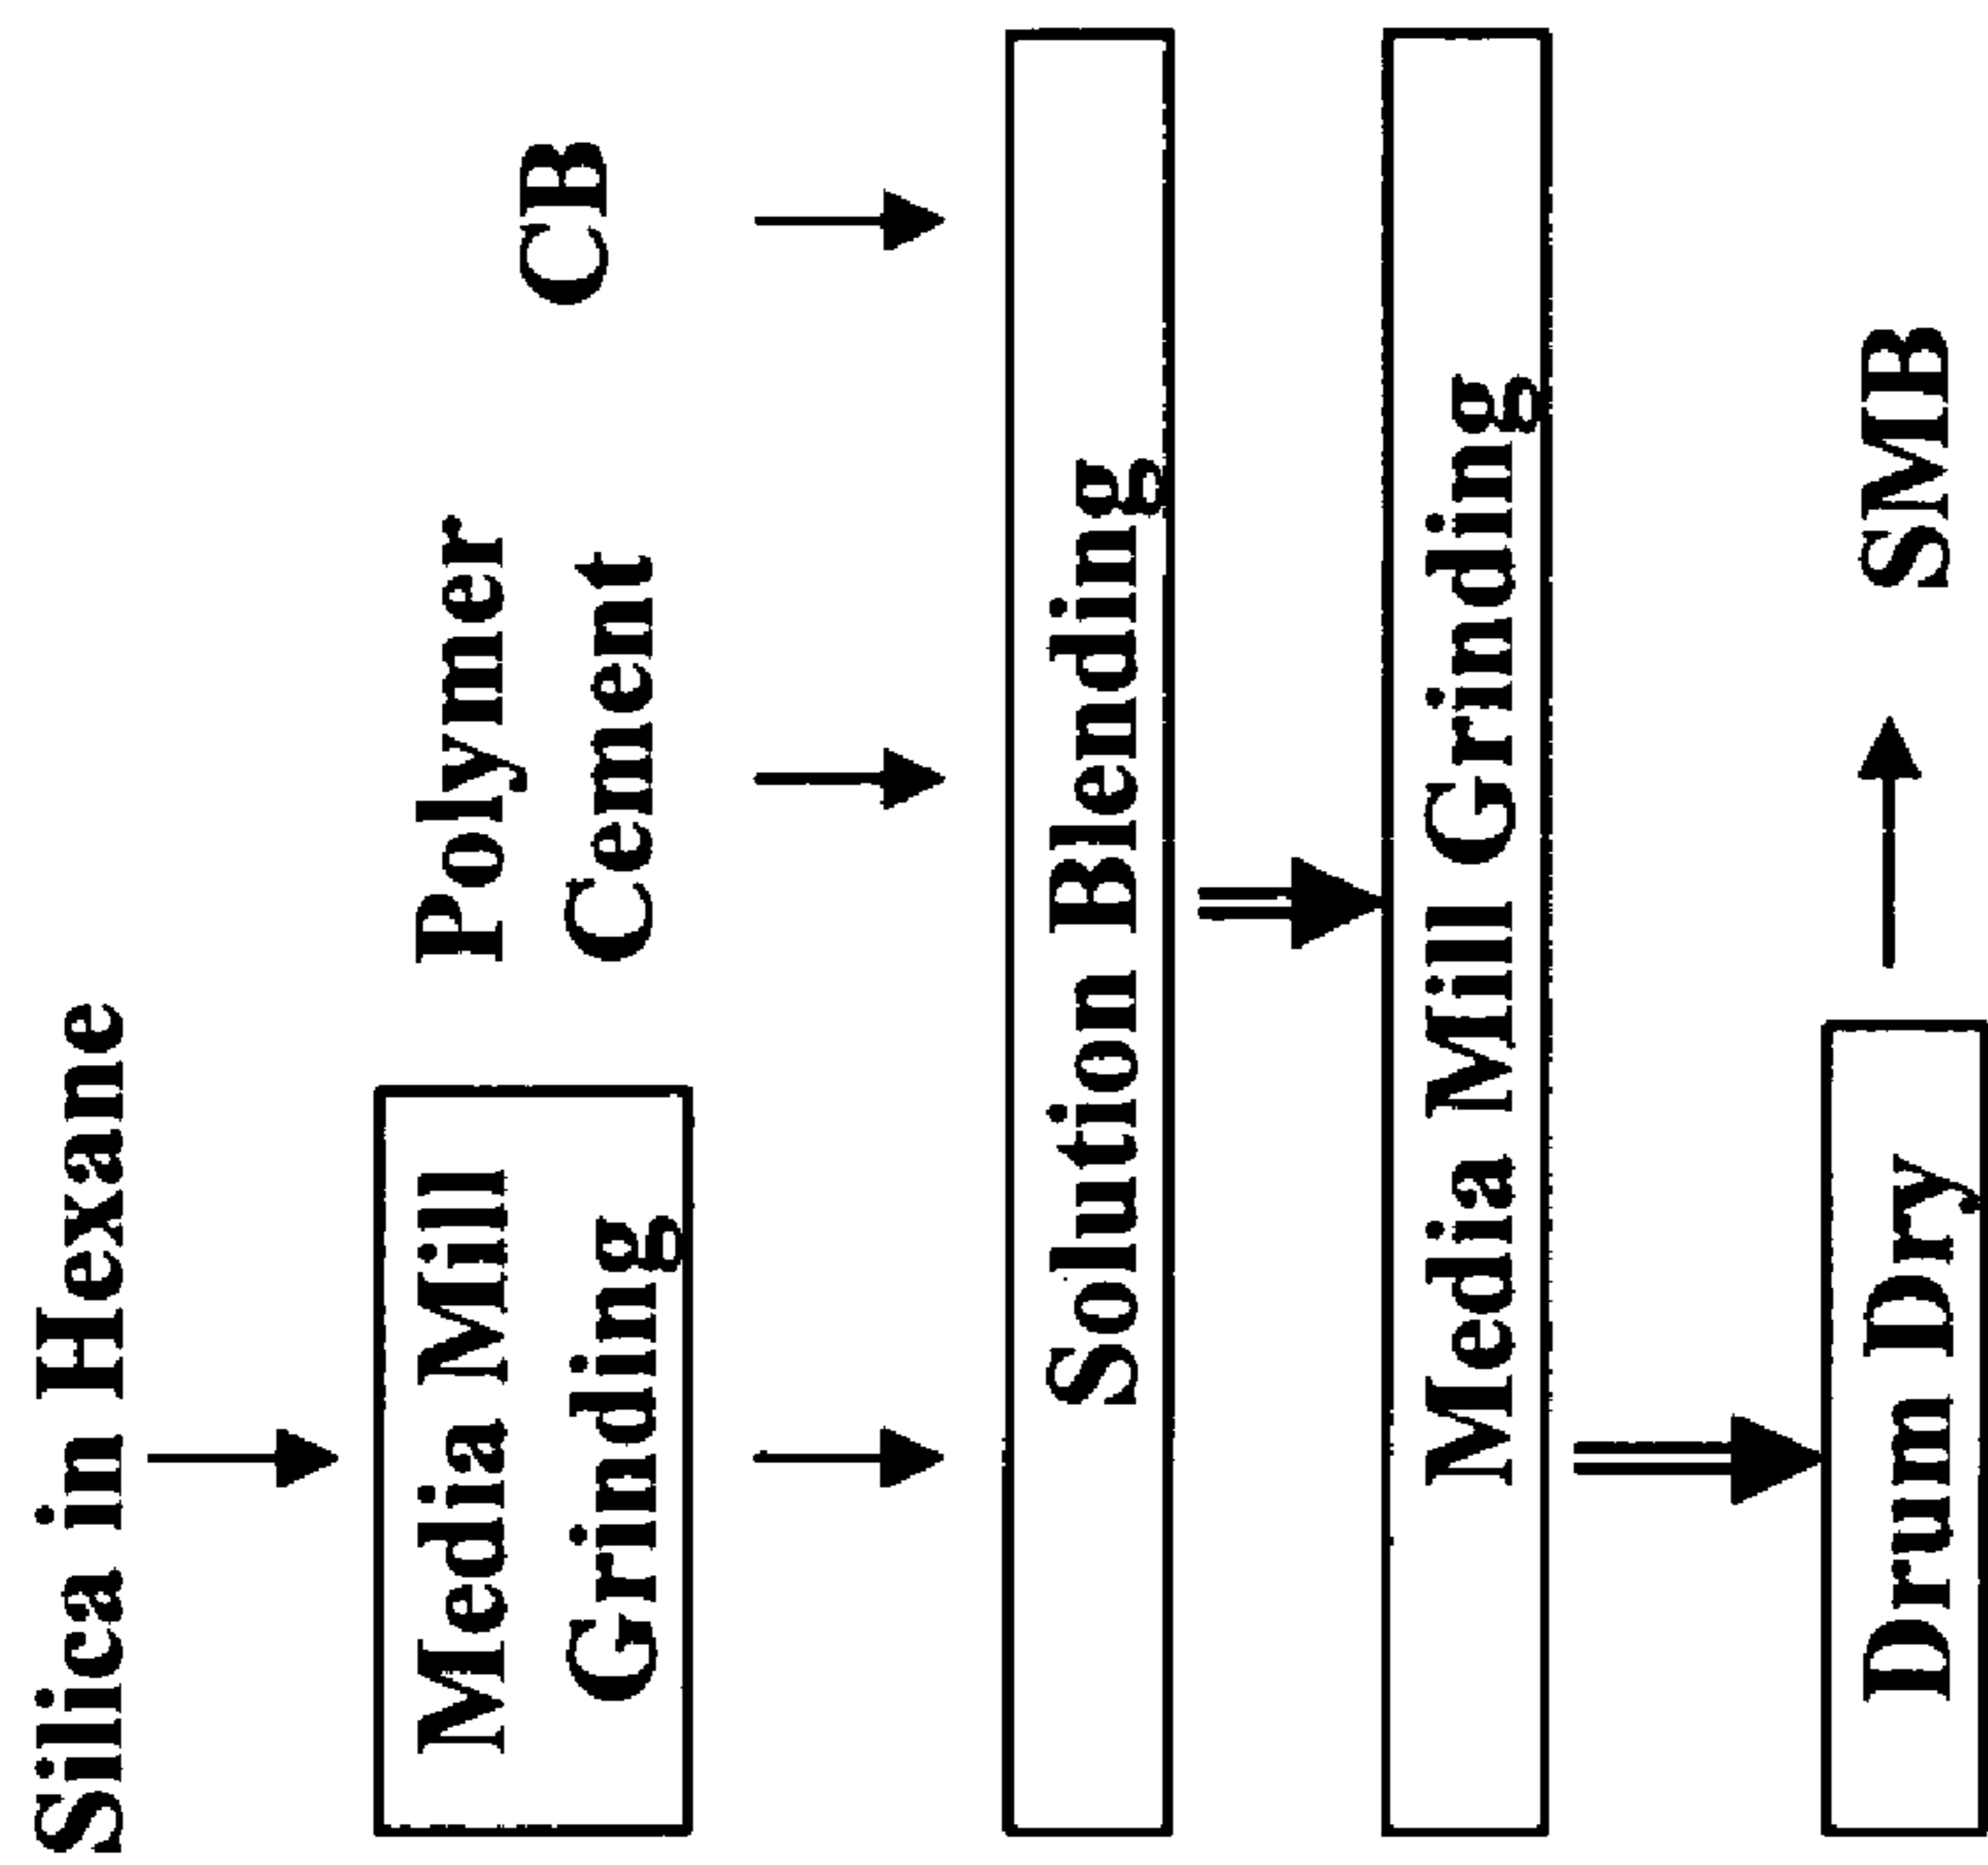 Silica in Hexane
Media Mill
Grinding
Polymer
Cement
CB
Solution Blending
Media Mill Grinding
Drum Dry
SMB